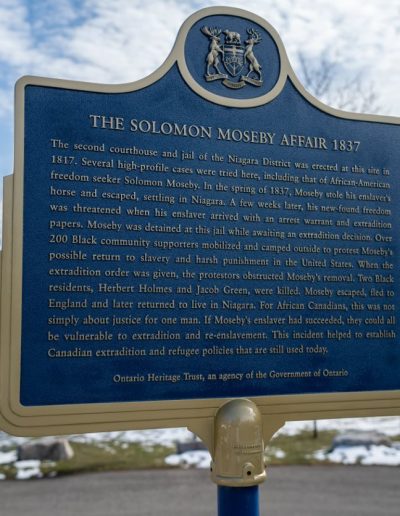 THE SOLOMON MOSEBY AFFAIR 1837
The second courthouse and jail of the Niagara District was erected at this site in
1817. Several high-profile cases were tried here, including that of African-American
freedom seeker Solomon Moseby. In the spring of 1837, Moseby stole his enslaver's
horse and escaped, settling in Niagara. A few weeks later, his new-found freedom
was threatened when his enslaver arrived with an arrest warrant and extradition
papers. Moseby was detained at this jail while awaiting an extradition decision. Over
200 Black community supporters mobilized and camped outside to protest Moseby's
possible return to slavery and harsh punishment in the United States. When the
extradition order was given, the protestors obstructed Moseby's removal. Two Black
residents, Herbert Holmes and Jacob Green, were killed. Moseby escaped, fled to
England and later returned to live in Niagara. For African Canadians, this was not
simply about justice for one man. If Moseby's enslaver had succeeded, they could all
be vulnerable to extradition and re-enslavement. This incident helped to establish
Canadian extradition and refugee policies that are still used today.
Ontario Heritage Trust, an agency of the Government of Ontario